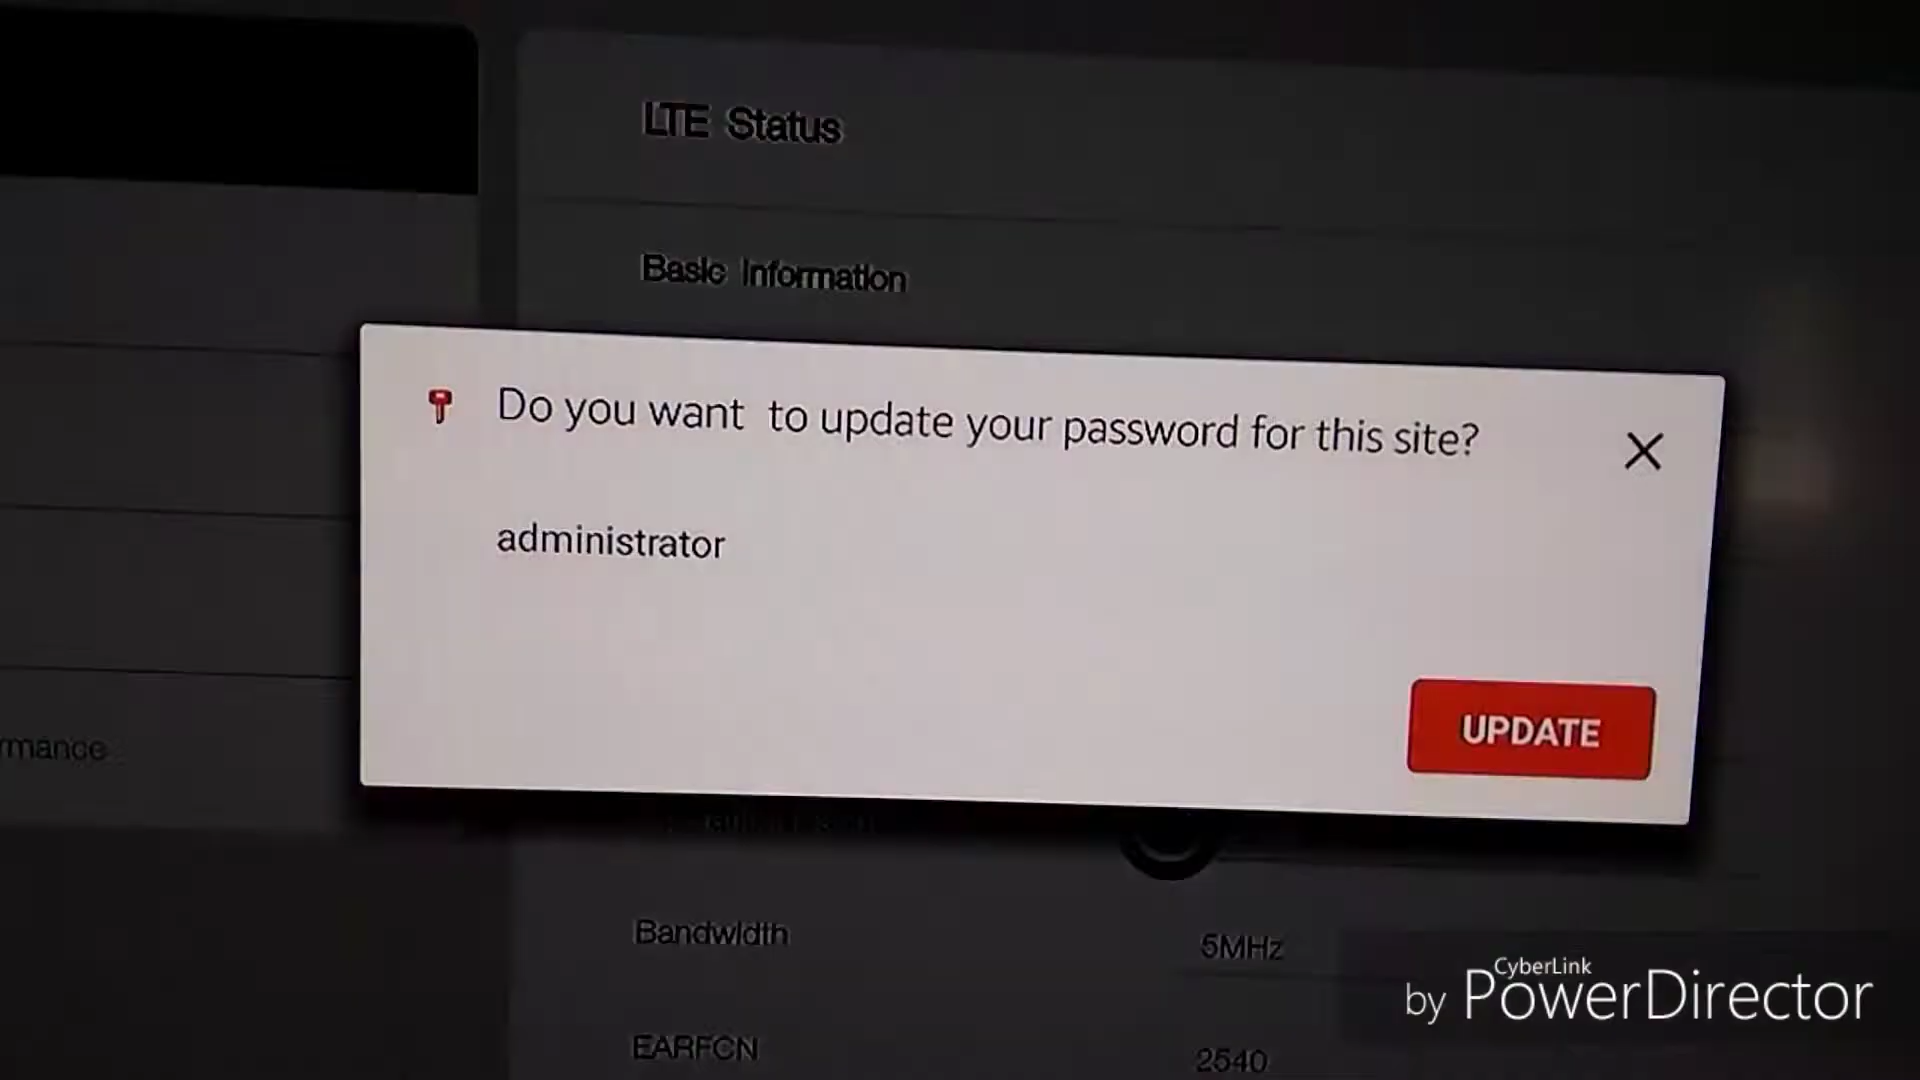 LTE Status
Basic Information
Do you want to update your password for this site?
administrator
UPDATE
rmance
Bandwidth 5MHz
EARFCN 2540
CyberLink
by PowerDirector